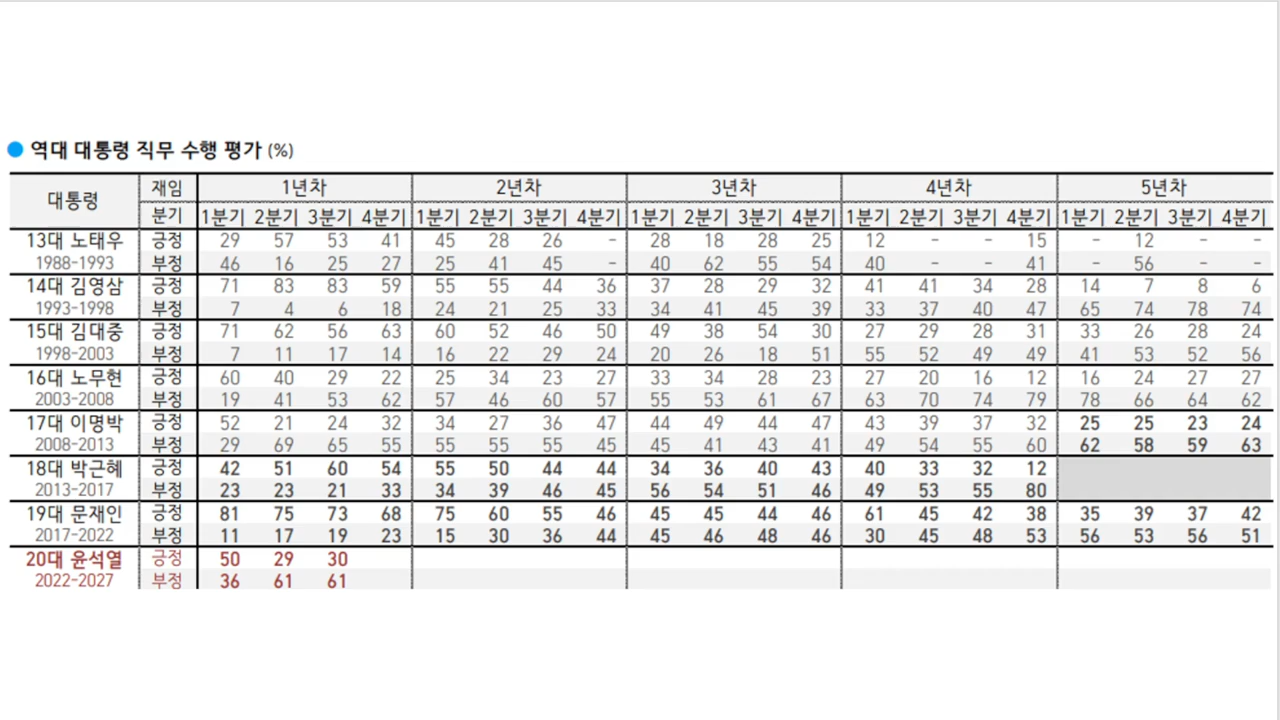 역대 대통령 직무 수행 평가 (%)
대통령 재임 1년차 2년차 3년차 4년차 5년차
분기 1분기 2분기 3분기 4분기 1분기 2분기 3분기 4분기 1분기 2분기 3분기 4분기 1분기 2분기 3분기 4분기 1분기 2분기 3분기 4분기
13대 노태우 긍정 29 57 53 41 45 28 26 - 28 18 28 25 12 - - 15 - 12 - -
1988-1993 부정 46 16 25 27 25 41 45 - 40 62 55 54 40 - - 41 - 56 - -
14대 김영삼 긍정 71 83 83 59 55 55 44 36 37 28 29 32 41 41 34 28 14 7 8 6
1993-1998 부정 7 4 6 18 24 21 25 33 34 41 45 39 33 37 40 47 65 74 78 74
15대 김대중 긍정 71 62 56 63 60 52 46 50 49 38 54 30 27 29 28 31 33 26 28 24
1998-2003 부정 7 11 17 14 16 22 29 24 20 26 18 51 55 52 49 49 41 53 52 56
16대 노무현 긍정 60 40 29 22 25 34 23 27 33 34 28 23 27 20 16 12 16 24 27 27
2003-2008 부정 19 41 53 62 57 46 60 57 55 53 61 67 63 70 74 79 78 66 64 62
17대 이명박 긍정 52 21 24 32 34 27 36 47 44 49 44 47 43 39 37 32 25 25 23 24
2008-2013 부정 29 69 65 55 55 55 55 45 45 41 43 41 49 54 55 60 62 58 59 63
18대 박근혜 긍정 42 51 60 54 55 50 44 44 34 36 40 43 40 33 32 12
2013-2017 부정 23 23 21 33 34 39 46 45 56 54 51 46 49 53 55 80
19대 문재인 긍정 81 75 73 68 75 60 55 46 45 45 44 46 61 45 42 38 35 39 37 42
2017-2022 부정 11 17 19 23 15 30 36 44 45 46 48 46 30 45 48 53 56 53 56 51
20대 윤석열 긍정 50 29 30
2022-2027 부정 36 61 61